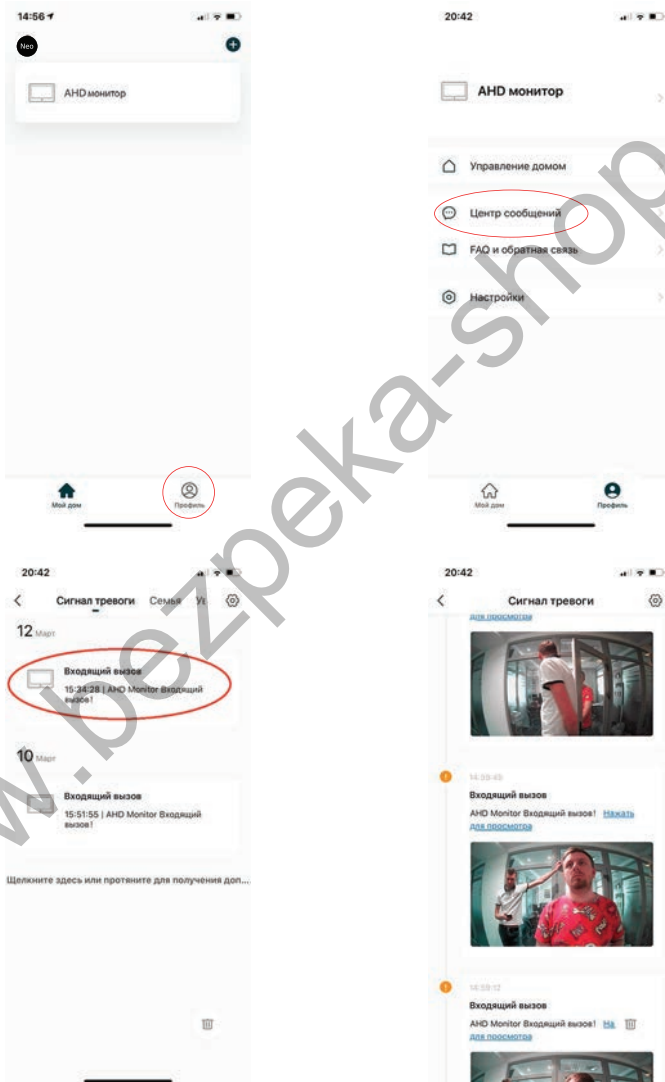 14:56
Neo
AHD монитор
Мой дом
Профиль
20:42
AHD монитор
Управление домом
Центр сообщений
FAQ и обратная связь
Настройки
Мой дом
Профиль
20:42
Сигнал тревоги Семья
12 Март
Входящий вызов
15:34:28 | AHD Monitor Входящий
вызов!
10 Март
Входящий вызов
15:51:55 | AHD Monitor Входящий
вызов!
Щелкните здесь или протяните для получения доп...
20:42
Сигнал тревоги
для просмотра
Входящий вызов
AHD Monitor Входящий вызов! Нажать
для просмотра
14:59:12
Входящий вызов
AHD Monitor Входящий вызов! На
для просмотра
w.bezpeka-shop